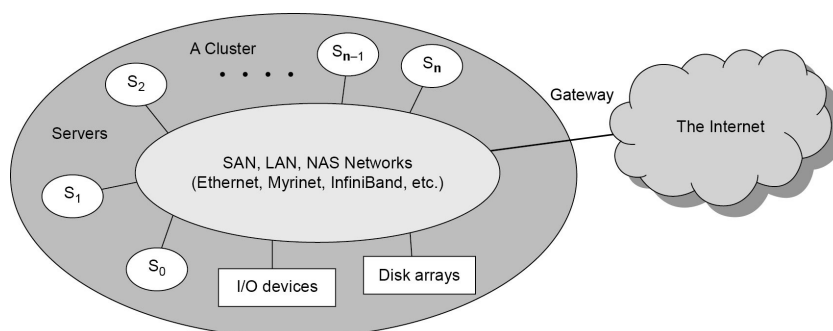 A Cluster
S₂
. . . .
Sₙ₋₁
Sₙ
Gateway
The Internet
Servers
SAN, LAN, NAS Networks
(Ethernet, Myrinet, InfiniBand, etc.)
S₁
S₀
I/O devices
Disk arrays